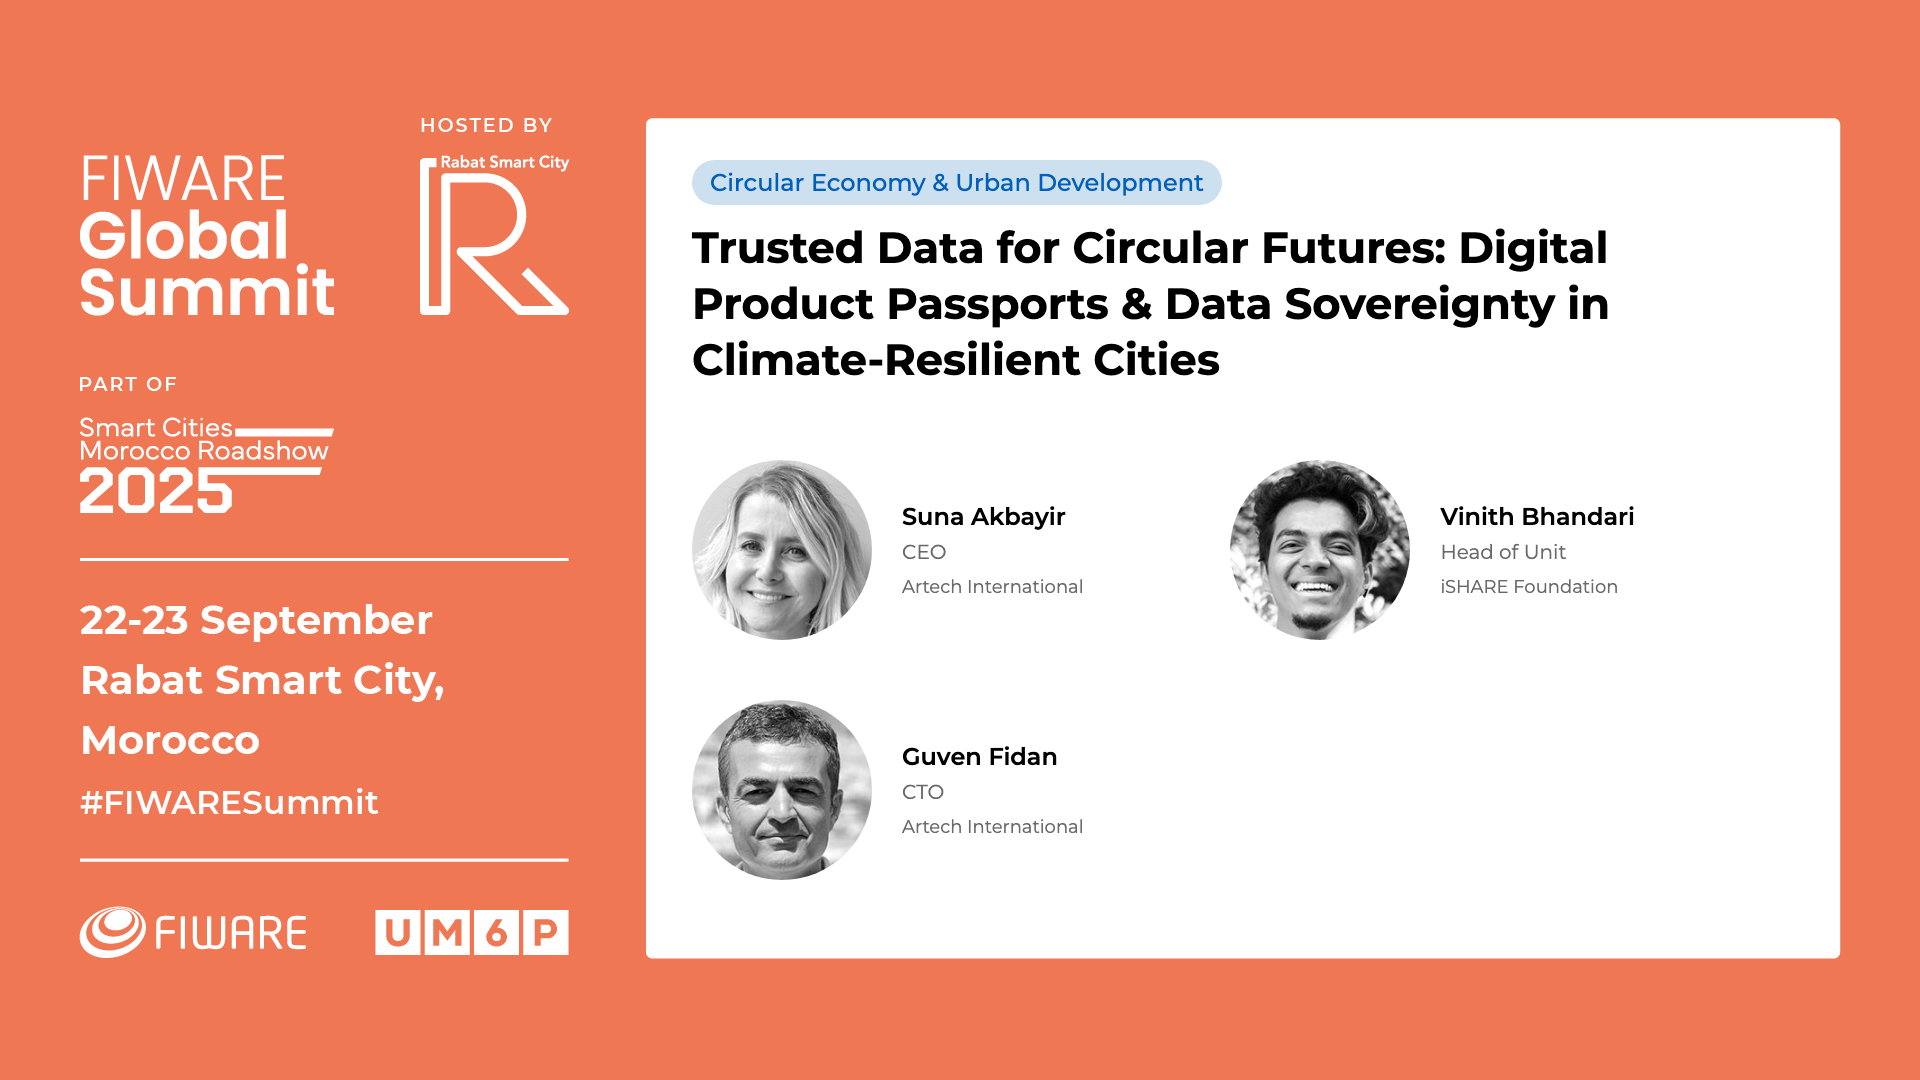 HOSTED BY
FIWARE
Global
Summit
Rabat Smart City
R
PART OF
Smart Cities
Morocco Roadshow
2025
22-23 September
Rabat Smart City,
Morocco
#FIWARESummit
FIWARE
UM6P
Circular Economy & Urban Development
Trusted Data for Circular Futures: Digital
Product Passports & Data Sovereignty in
Climate-Resilient Cities
Suna Akbayir
CEO
Artech International
Vinith Bhandari
Head of Unit
iSHARE Foundation
Guven Fidan
CTO
Artech International